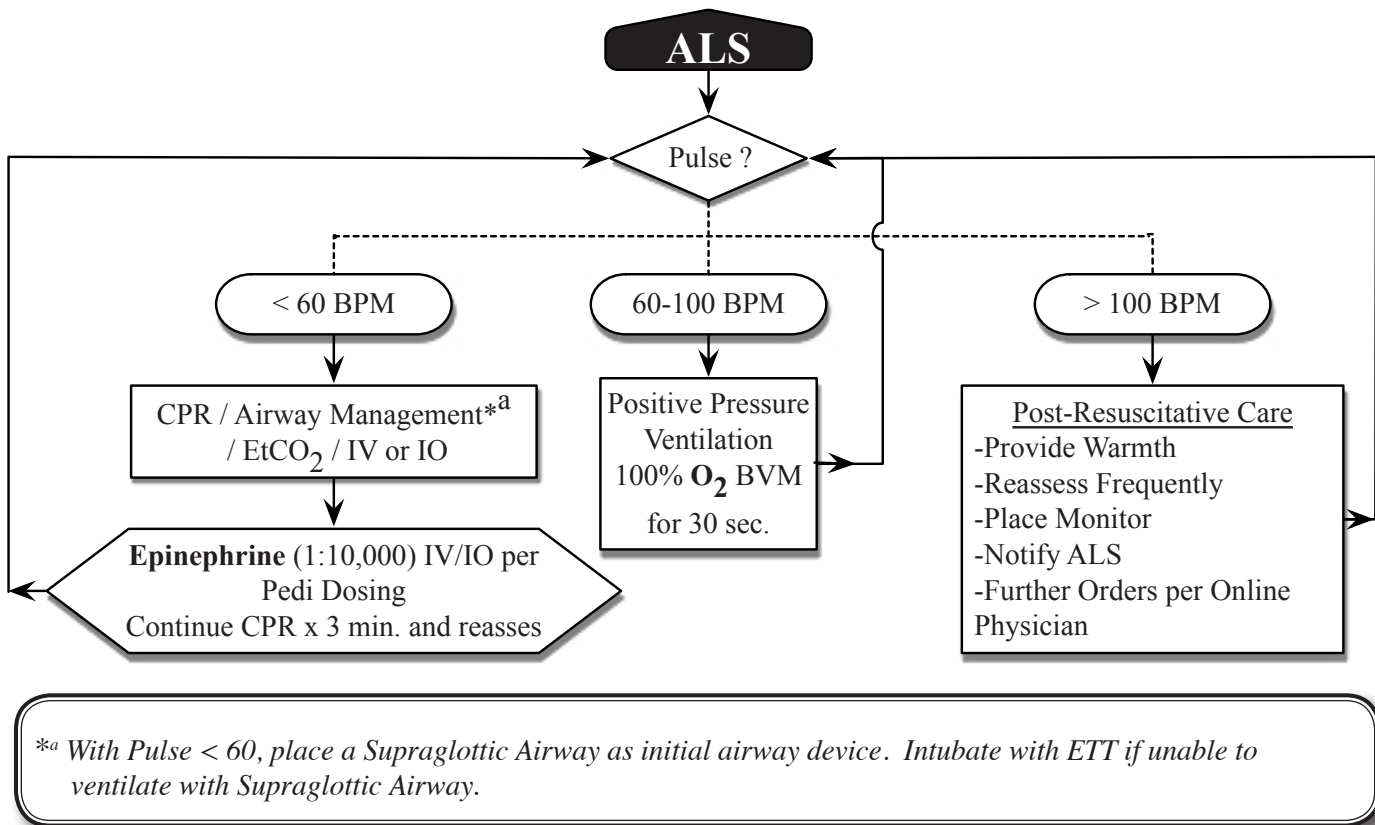 ALS
Pulse ?
< 60 BPM
60-100 BPM
> 100 BPM
CPR / Airway Management*a
/ EtCO2 / IV or IO
Epinephrine (1:10,000) IV/IO per
Pedi Dosing
Continue CPR x 3 min. and reasses
Positive Pressure
Ventilation
100% O2 BVM
for 30 sec.
Post-Resuscitative Care
-Provide Warmth
-Reassess Frequently
-Place Monitor
-Notify ALS
-Further Orders per Online
Physician
*a With Pulse < 60, place a Supraglottic Airway as initial airway device. Intubate with ETT if unable to
ventilate with Supraglottic Airway.